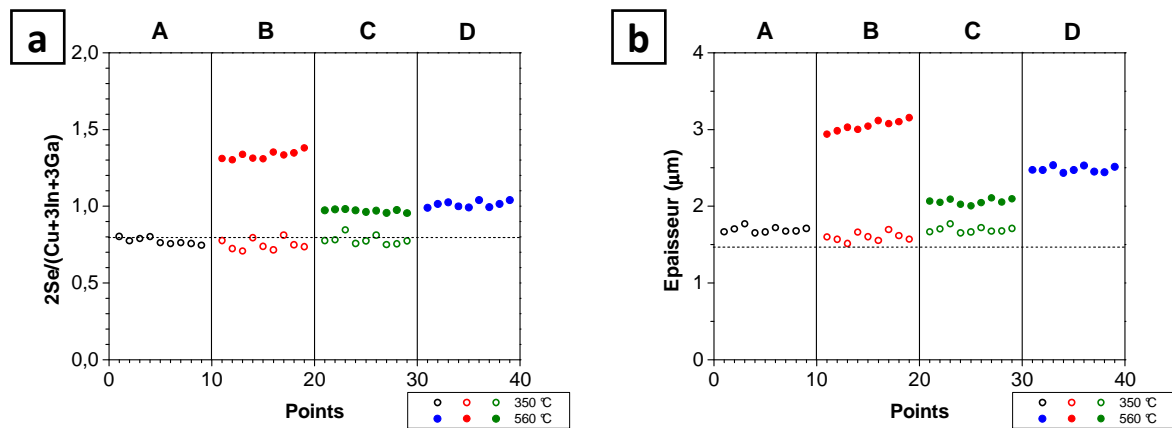 a
A B C D
2,0
1,5
1,0
0,5
0,0
2Se/(Cu+3In+3Ga)
0 10 20 30 40
Points
350 °C
560 °C
b
A B C D
4
3
2
1
0
Epaisseur (µm)
0 10 20 30 40
Points
350 °C
560 °C